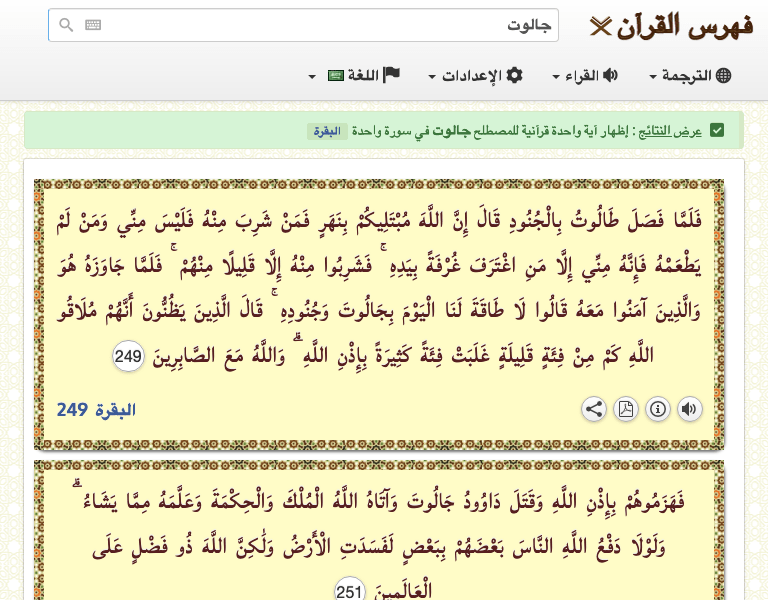 فهرس القرآن
جالوت
الترجمة القراء الإعدادات اللغة
عرض النتائج : إظهار آية واحدة قرآنية للمصطلح جالوت في سورة واحدة البقرة
فَلَمَّا فَصَلَ طَالُوتُ بِالْجُنُودِ قَالَ إِنَّ اللَّهَ مُبْتَلِيكُمْ بِنَهَرٍ فَمَنْ شَرِبَ مِنْهُ فَلَيْسَ مِنِّي وَمَنْ لَمْ
يَطْعَمْهُ فَإِنَّهُ مِنِّي إِلَّا مَنِ اغْتَرَفَ غُرْفَةً بِيَدِهِ ۚ فَشَرِبُوا مِنْهُ إِلَّا قَلِيلًا مِنْهُمْ ۚ فَلَمَّا جَاوَزَهُ هُوَ
وَالَّذِينَ آمَنُوا مَعَهُ قَالُوا لَا طَاقَةَ لَنَا الْيَوْمَ بِجَالُوتَ وَجُنُودِهِ ۚ قَالَ الَّذِينَ يَظُنُّونَ أَنَّهُمْ مُلَاقُو
اللَّهِ كَمْ مِنْ فِئَةٍ قَلِيلَةٍ غَلَبَتْ فِئَةً كَثِيرَةً بِإِذْنِ اللَّهِ ۗ وَاللَّهُ مَعَ الصَّابِرِينَ 249
البقرة 249
فَهَزَمُوهُمْ بِإِذْنِ اللَّهِ وَقَتَلَ دَاوُودُ جَالُوتَ وَآتَاهُ اللَّهُ الْمُلْكَ وَالْحِكْمَةَ وَعَلَّمَهُ مِمَّا يَشَاءُ ۗ
وَلَوْلَا دَفْعُ اللَّهِ النَّاسَ بَعْضَهُمْ بِبَعْضٍ لَفَسَدَتِ الْأَرْضُ وَلَٰكِنَّ اللَّهَ ذُو فَضْلٍ عَلَى
الْعَالَمِينَ 251